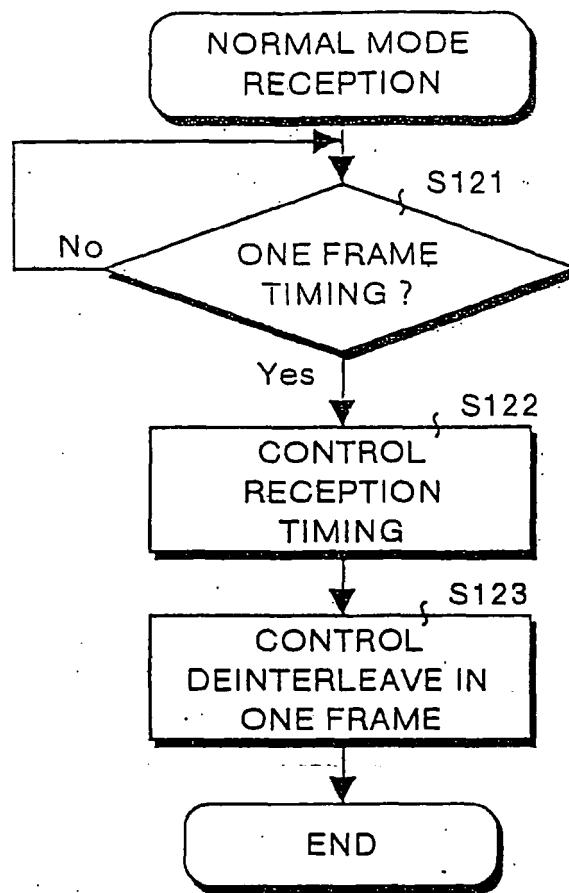 NORMAL MODE
RECEPTION
S121
No
ONE FRAME
TIMING ?
Yes
S122
CONTROL
RECEPTION
TIMING
S123
CONTROL
DEINTERLEAVE IN
ONE FRAME
END